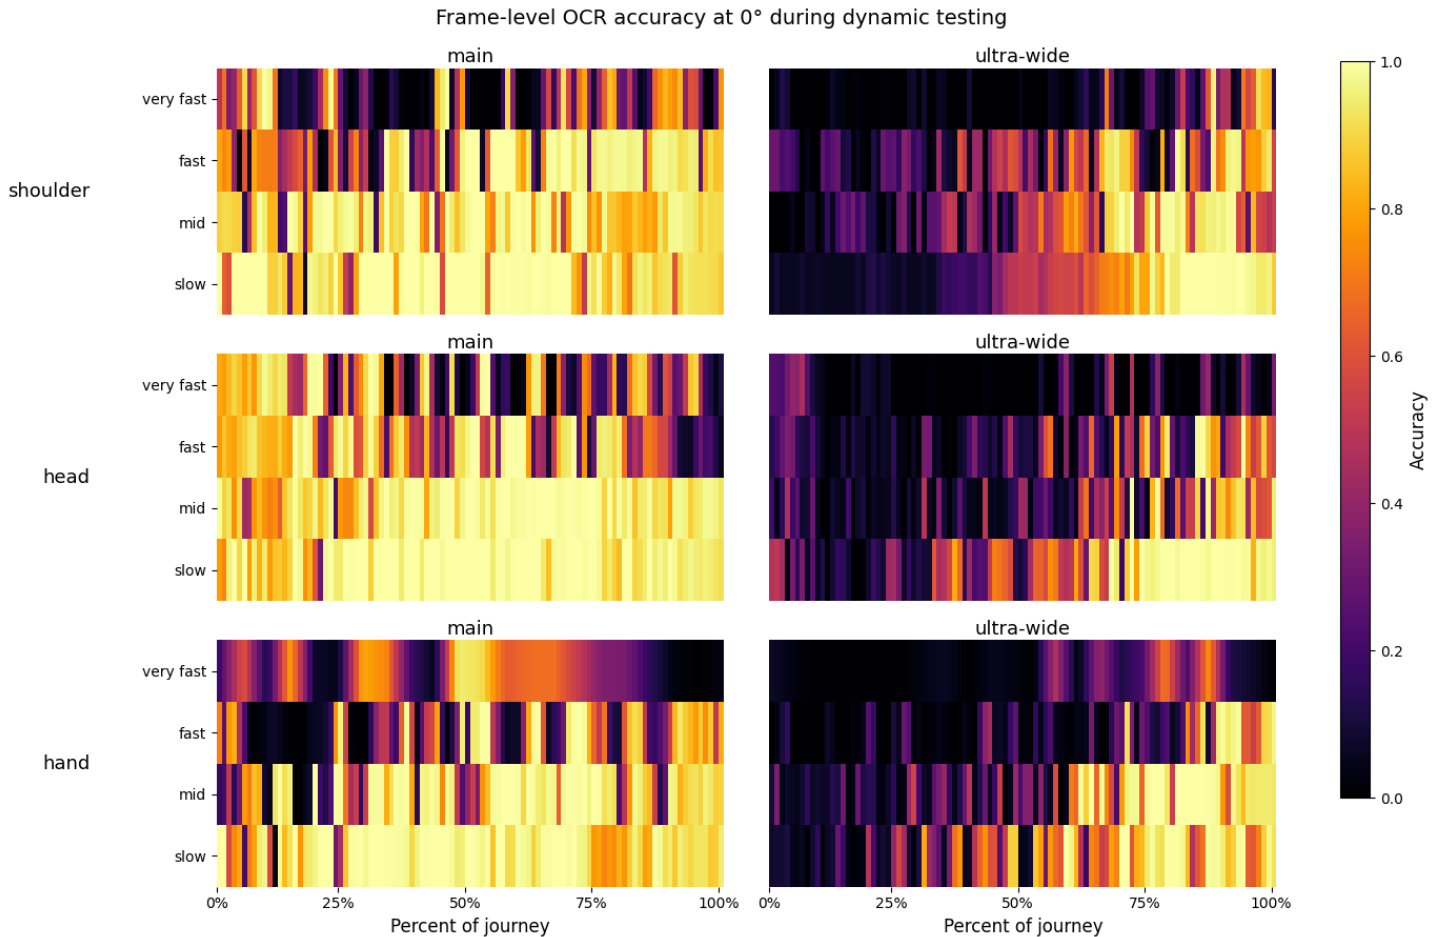 Frame-level OCR accuracy at 0° during dynamic testing
main
ultra-wide
shoulder
very fast
fast
mid
slow
main
ultra-wide
head
very fast
fast
mid
slow
main
ultra-wide
hand
very fast
fast
mid
slow
0% 25% 50% 75% 100%
Percent of journey
0% 25% 50% 75% 100%
Percent of journey
1.0
0.8
0.6
0.4
0.2
0.0
Accuracy